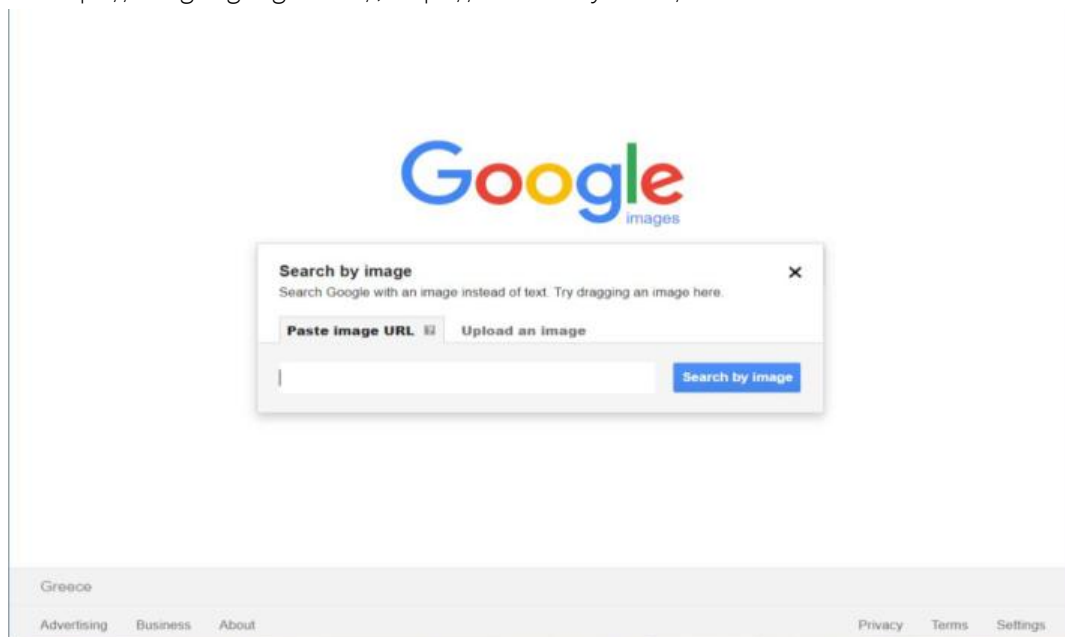 Google
images
Search by image
Search Google with an image instead of text. Try dragging an image here.
Paste image URL
Upload an image
Search by image
Greece
Advertising Business About
Privacy Terms Settings